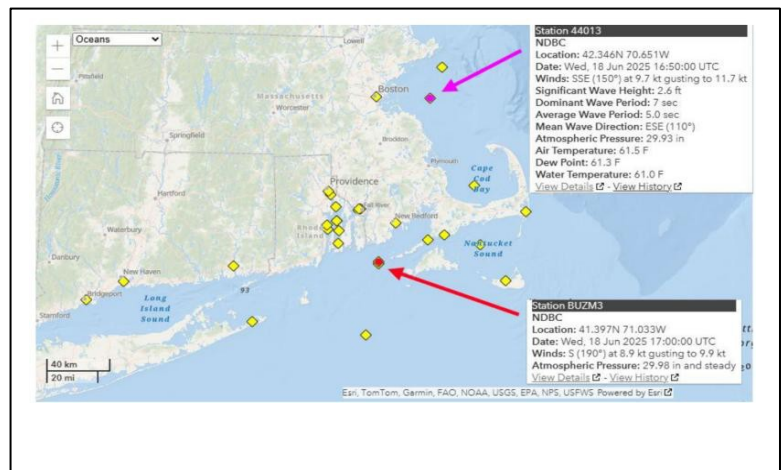 Oceans
Lowell
Pittsfield
Boston
Massachusetts
Worcester
Springfield
Brockton
Plymouth
Cape
Cod
Bay
Providence
Hartford
Fall River
New Bedford
Rhode
Island
Waterbury
Nantucket
Sound
Danbury
New Haven
93
Bridgeport
Long
Island
Sound
Stamford
40 km
20 mi
Station 44013
NDBC
Location: 42.346N 70.651W
Date: Wed, 18 Jun 2025 16:50:00 UTC
Winds: SSE (150°) at 9.7 kt gusting to 11.7 kt
Significant Wave Height: 2.6 ft
Dominant Wave Period: 7 sec
Average Wave Period: 5.0 sec
Mean Wave Direction: ESE (110°)
Atmospheric Pressure: 29.93 in
Air Temperature: 61.5 F
Dew Point: 61.3 F
Water Temperature: 61.0 F
View Details - View History
Station BUZM3
NDBC
Location: 41.397N 71.033W
Date: Wed, 18 Jun 2025 17:00:00 UTC
Winds: S (190°) at 8.9 kt gusting to 9.9 kt
Atmospheric Pressure: 29.98 in and steady
View Details - View History
Esri, TomTom, Garmin, FAO, NOAA, USGS, EPA, NPS, USFWS Powered by Esri